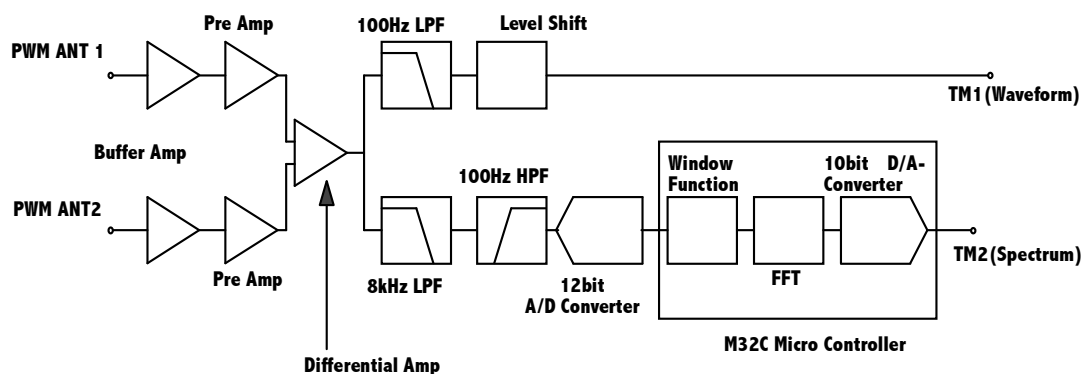 Pre Amp
100Hz LPF
Level Shift
PWM ANT 1
TM1(Waveform)
Buffer Amp
100Hz HPF
Window
Function
10bit D/A-
Converter
PWM ANT2
TM2(Spectrum)
Pre Amp
8kHz LPF
12bit
A/D Converter
FFT
M32C Micro Controller
Differential Amp